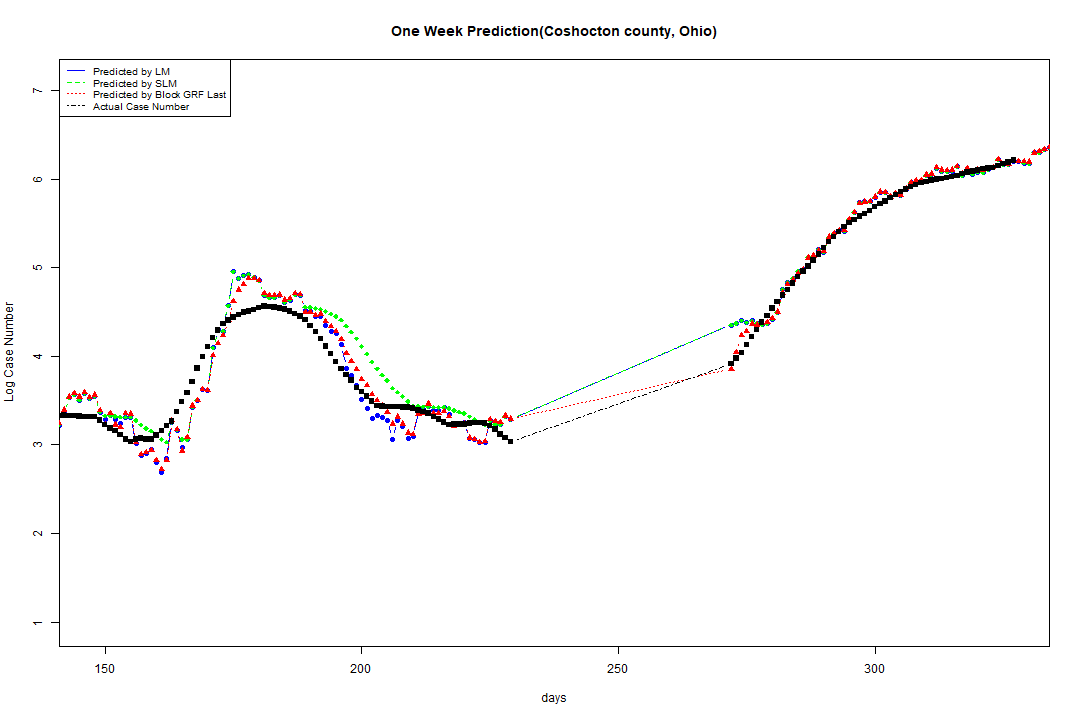 One Week Prediction(Coshocton county, Ohio)
Predicted by LM
Predicted by SLM
Predicted by Block GRF Last
Actual Case Number
7
6
5
4
3
2
1
Log Case Number
150
200
250
300
days